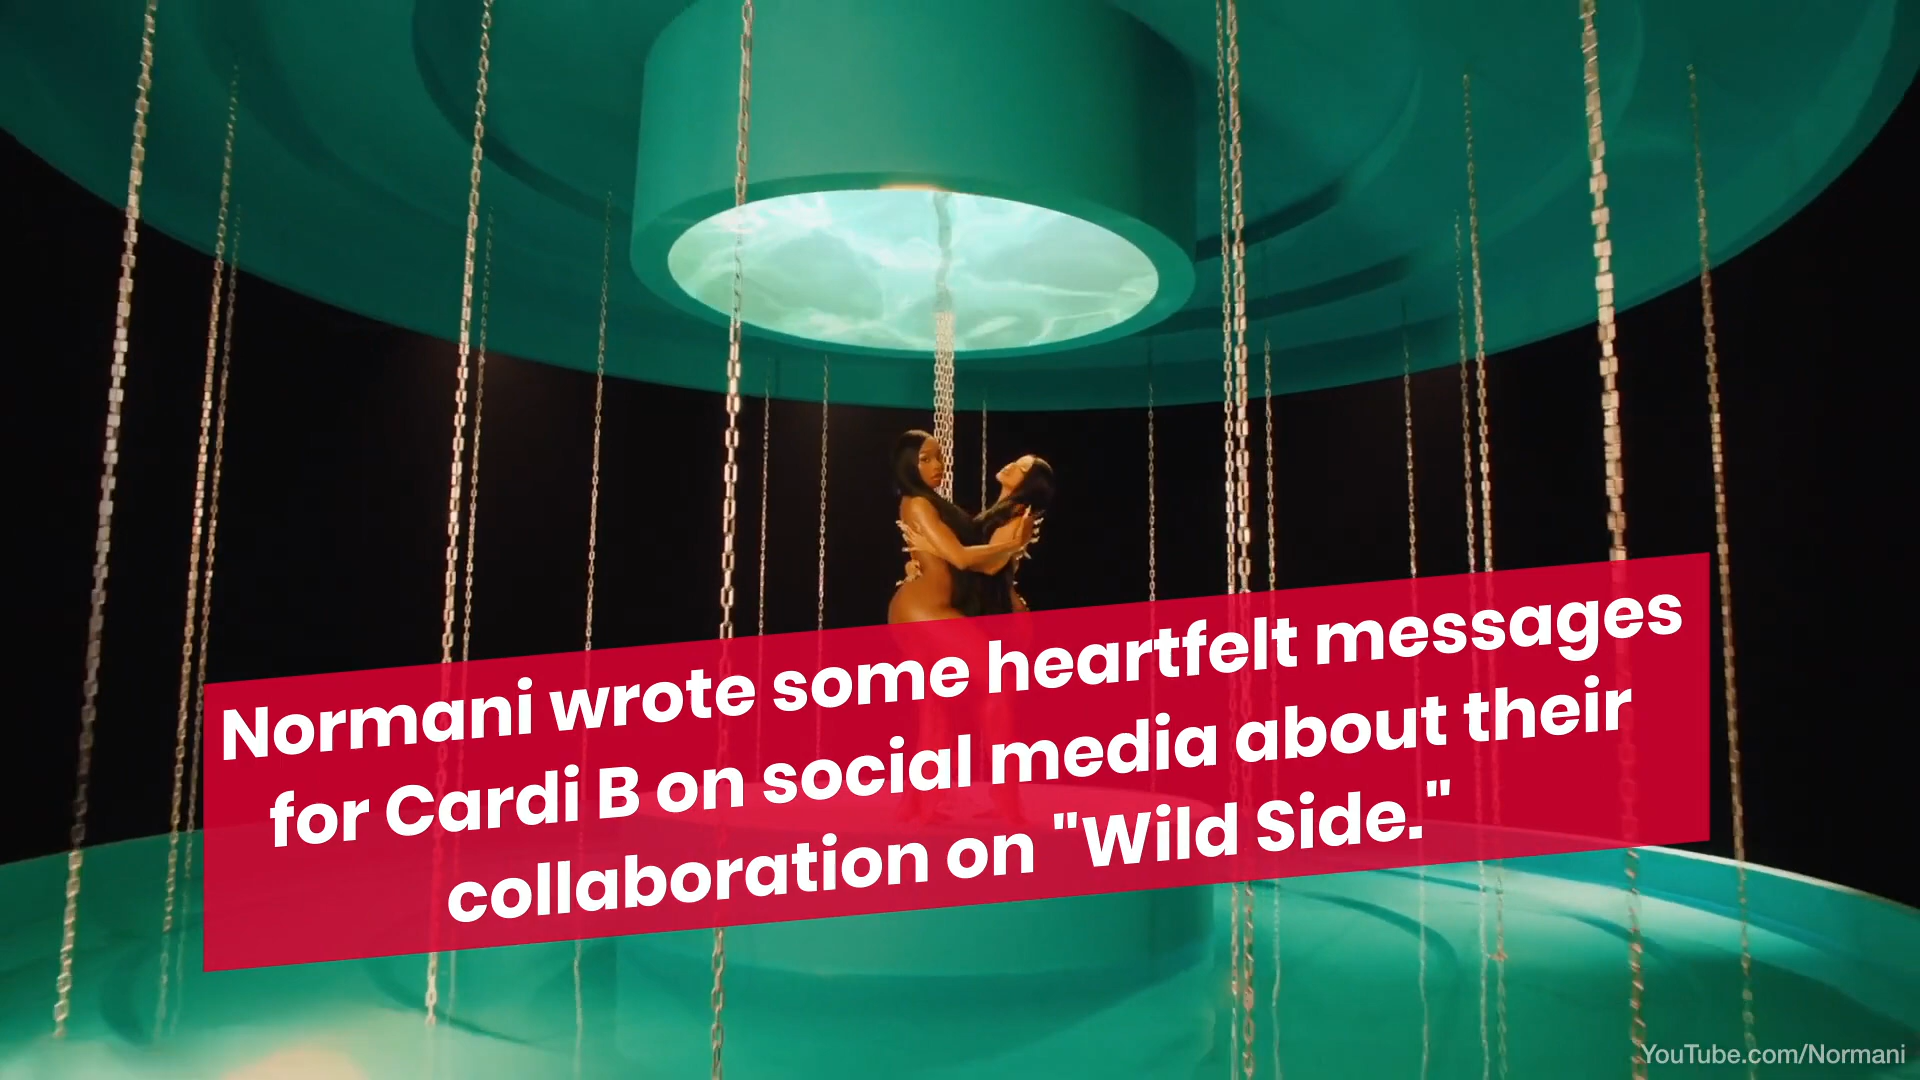 Normani wrote some heartfelt messages
for Cardi B on social media about their
collaboration on "Wild Side."
YouTube.com/Normani